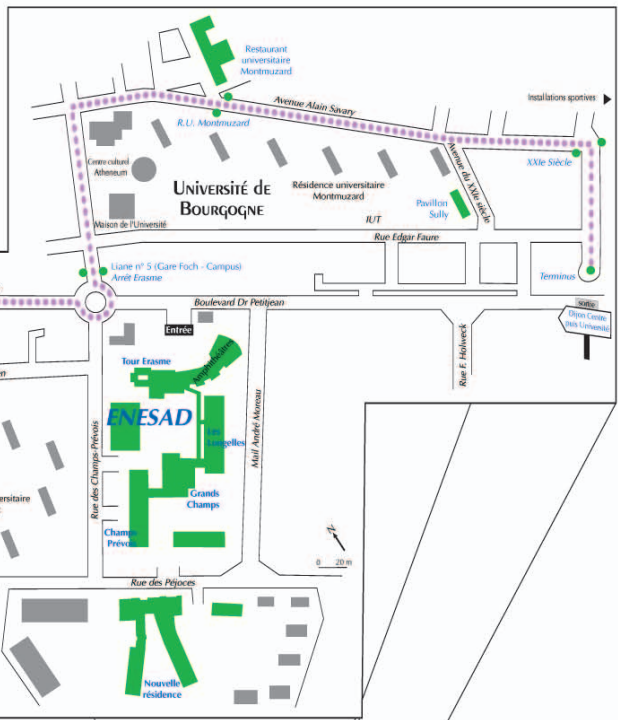 Restaurant
universitaire
Montmuzard
Installations sportives
Avenue Alain Savary
R.U. Montmuzard
Centre culturel
Atheneum
Avenue du XXIe siècle
XXIe Siècle
UNIVERSITÉ DE
BOURGOGNE
Résidence universitaire
Montmuzard
Pavillon
Sully
Maison de l'Université
IUT
Rue Edgar Faure
Liane n° 5 (Gare Foch - Campus)
Arrêt Erasme
Terminus
Boulevard Dr Petitjean
sortie
Dijon Centre
puis Université
Entrée
Rue E. Holweck
Tour Erasme
Amphithéâtres
ENESAD
Les
Longelles
Mail André Moreau
Rue des Champs-Prévois
Grands
Champs
Champs
Prévois
N
0 20 m
Rue des Péjoces
Nouvelle
résidence